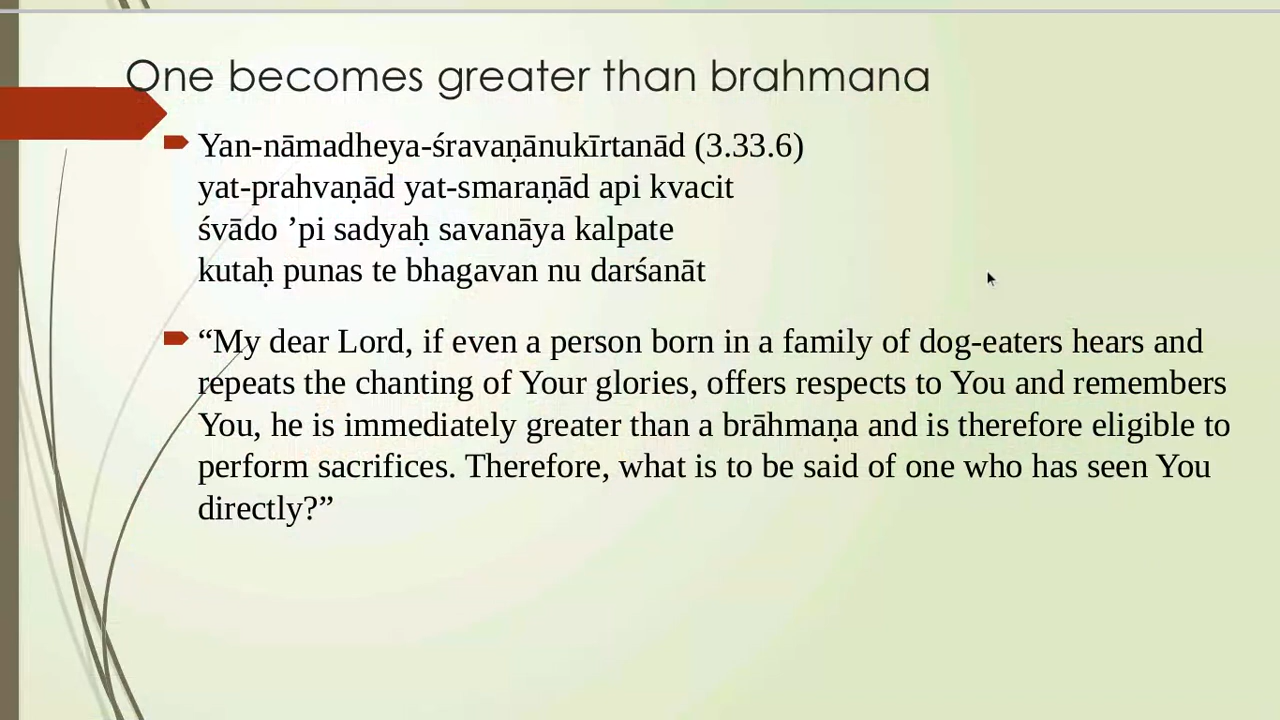 One becomes greater than brahmana
Yan-nāmadheya-śravaṇānukīrtanād (3.33.6)
yat-prahvaṇād yat-smaraṇād api kvacit
śvādo ’pi sadyaḥ savanāya kalpate
kutaḥ punas te bhagavan nu darśanāt
“My dear Lord, if even a person born in a family of dog-eaters hears and
repeats the chanting of Your glories, offers respects to You and remembers
You, he is immediately greater than a brāhmaṇa and is therefore eligible to
perform sacrifices. Therefore, what is to be said of one who has seen You
directly?”